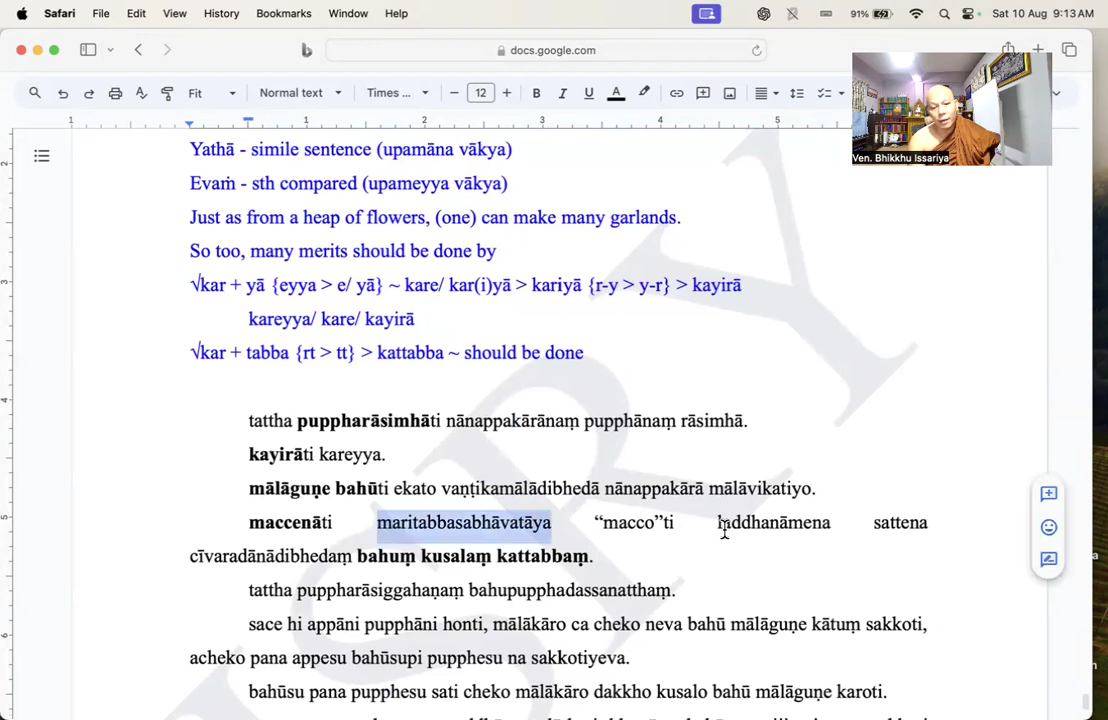 Safari File Edit View History Bookmarks Window Help 91% Sat 10 Aug 9:13 AM
docs.google.com
Fit Normal text Times ... 12 B I U A
1 1 2 3 4 5
Ven. Bhikkhu Issariya
Yathā - simile sentence (upamāna vākya)
Evaṁ - sth compared (upameyya vākya)
Just as from a heap of flowers, (one) can make many garlands.
So too, many merits should be done by
√kar + yā {eyya > e/ yā} ~ kare/ kar(i)yā > kariyā {r-y > y-r} > kayirā
kareyya/ kare/ kayirā
√kar + tabba {rt > tt} > kattabba ~ should be done
tattha puppharāsimhāti nānappakārānaṃ pupphānaṃ rāsimhā.
kayirāti kareyya.
mālāguṇe bahūti ekato vaṇṭikamālādibhedā nānappakārā mālāvikatiyo.
maccenāti maritabbasabhāvatāya “macco”ti laddhanāmena sattena
cīvaradānādibhedaṃ bahuṃ kusalaṃ kattabbaṃ.
tattha puppharāsiggahaṇaṃ bahupupphadassanatthaṃ.
sace hi appāni pupphāni honti, mālākāro ca cheko neva bahū mālāguṇe kātuṃ sakkoti,
acheko pana appesu bahūsupi pupphesu na sakkotiyeva.
bahūsu pana pupphesu sati cheko mālākāro dakkho kusalo bahū mālāguṇe karoti.